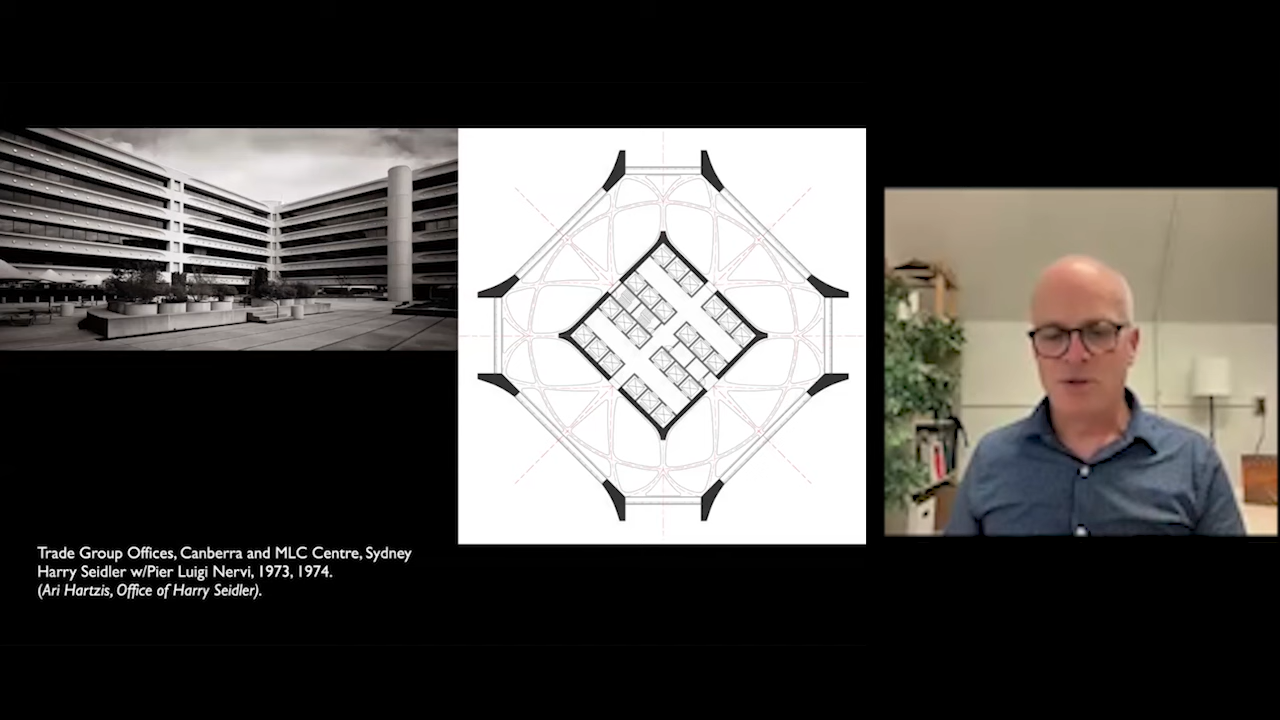 Trade Group Offices, Canberra and MLC Centre, Sydney
Harry Seidler w/Pier Luigi Nervi, 1973, 1974.
(Ari Hartzis, Office of Harry Seidler).